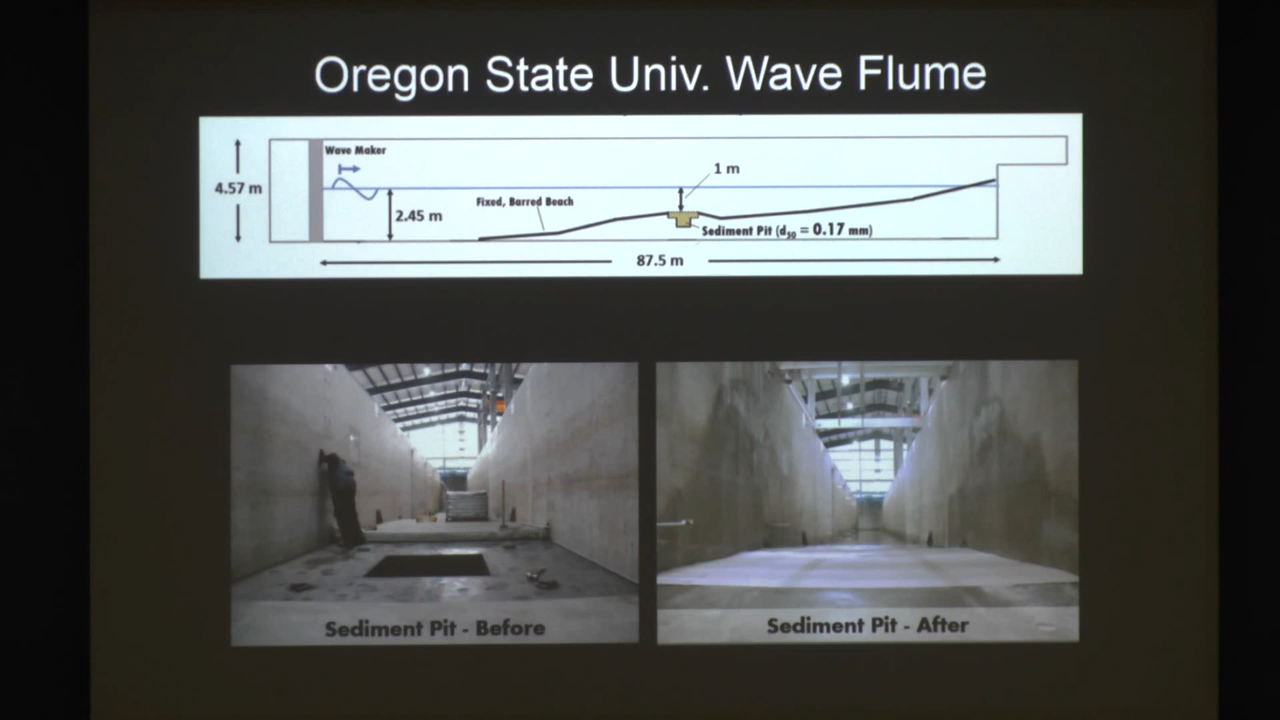 Oregon State Univ. Wave Flume
Wave Maker
1 m
4.57 m
Fixed, Barred Beach
2.45 m
Sediment Pit (d50 = 0.17 mm)
87.5 m
Sediment Pit - Before
Sediment Pit - After